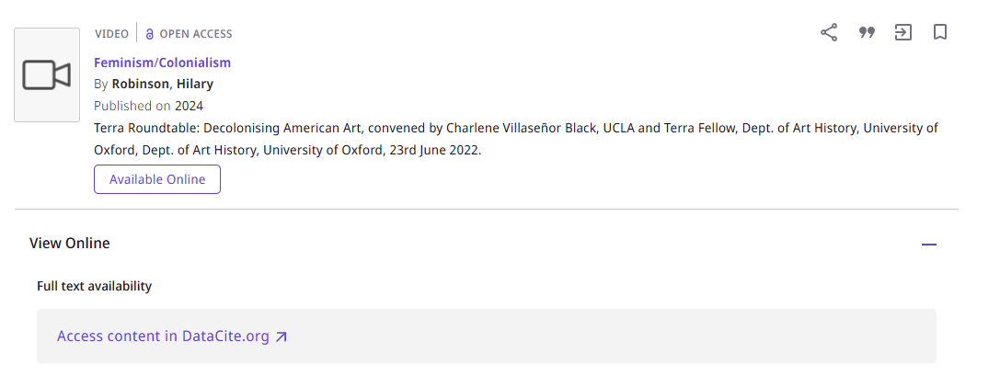 VIDEO OPEN ACCESS
Feminism/Colonialism
By Robinson, Hilary
Published on 2024
Terra Roundtable: Decolonising American Art, convened by Charlene Villaseñor Black, UCLA and Terra Fellow, Dept. of Art History, University of
Oxford, Dept. of Art History, University of Oxford, 23rd June 2022.
Available Online
View Online
Full text availability
Access content in DataCite.org